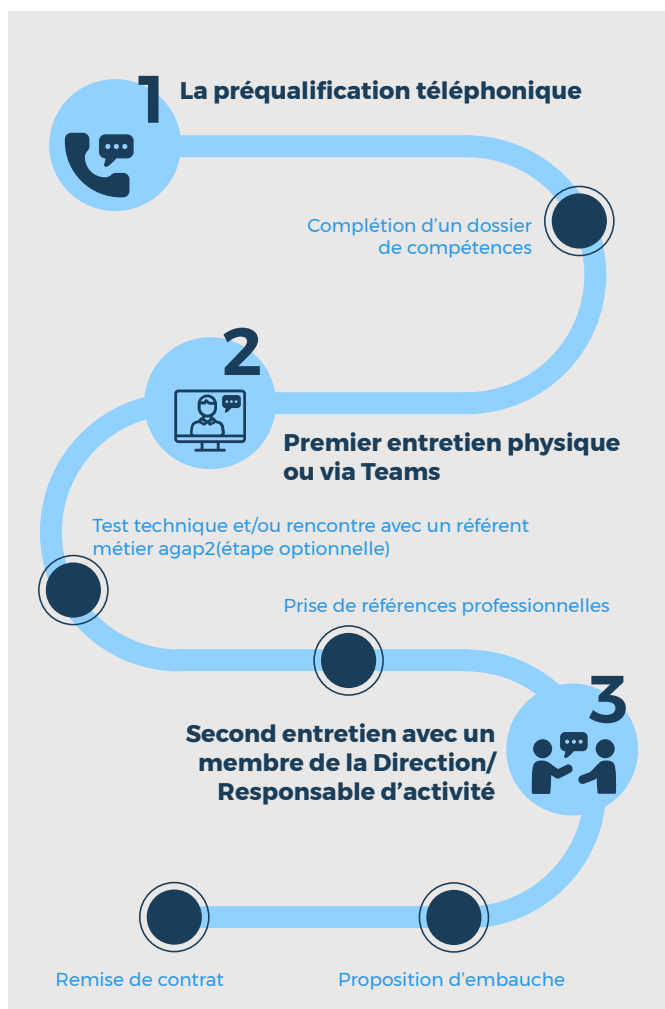 1
La préqualification téléphonique
Complétion d'un dossier
de compétences
2
Premier entretien physique
ou via Teams
Test technique et/ou rencontre avec un référent
métier agap2(étape optionnelle)
Prise de références professionnelles
3
Second entretien avec un
membre de la Direction/
Responsable d'activité
Remise de contrat
Proposition d'embauche